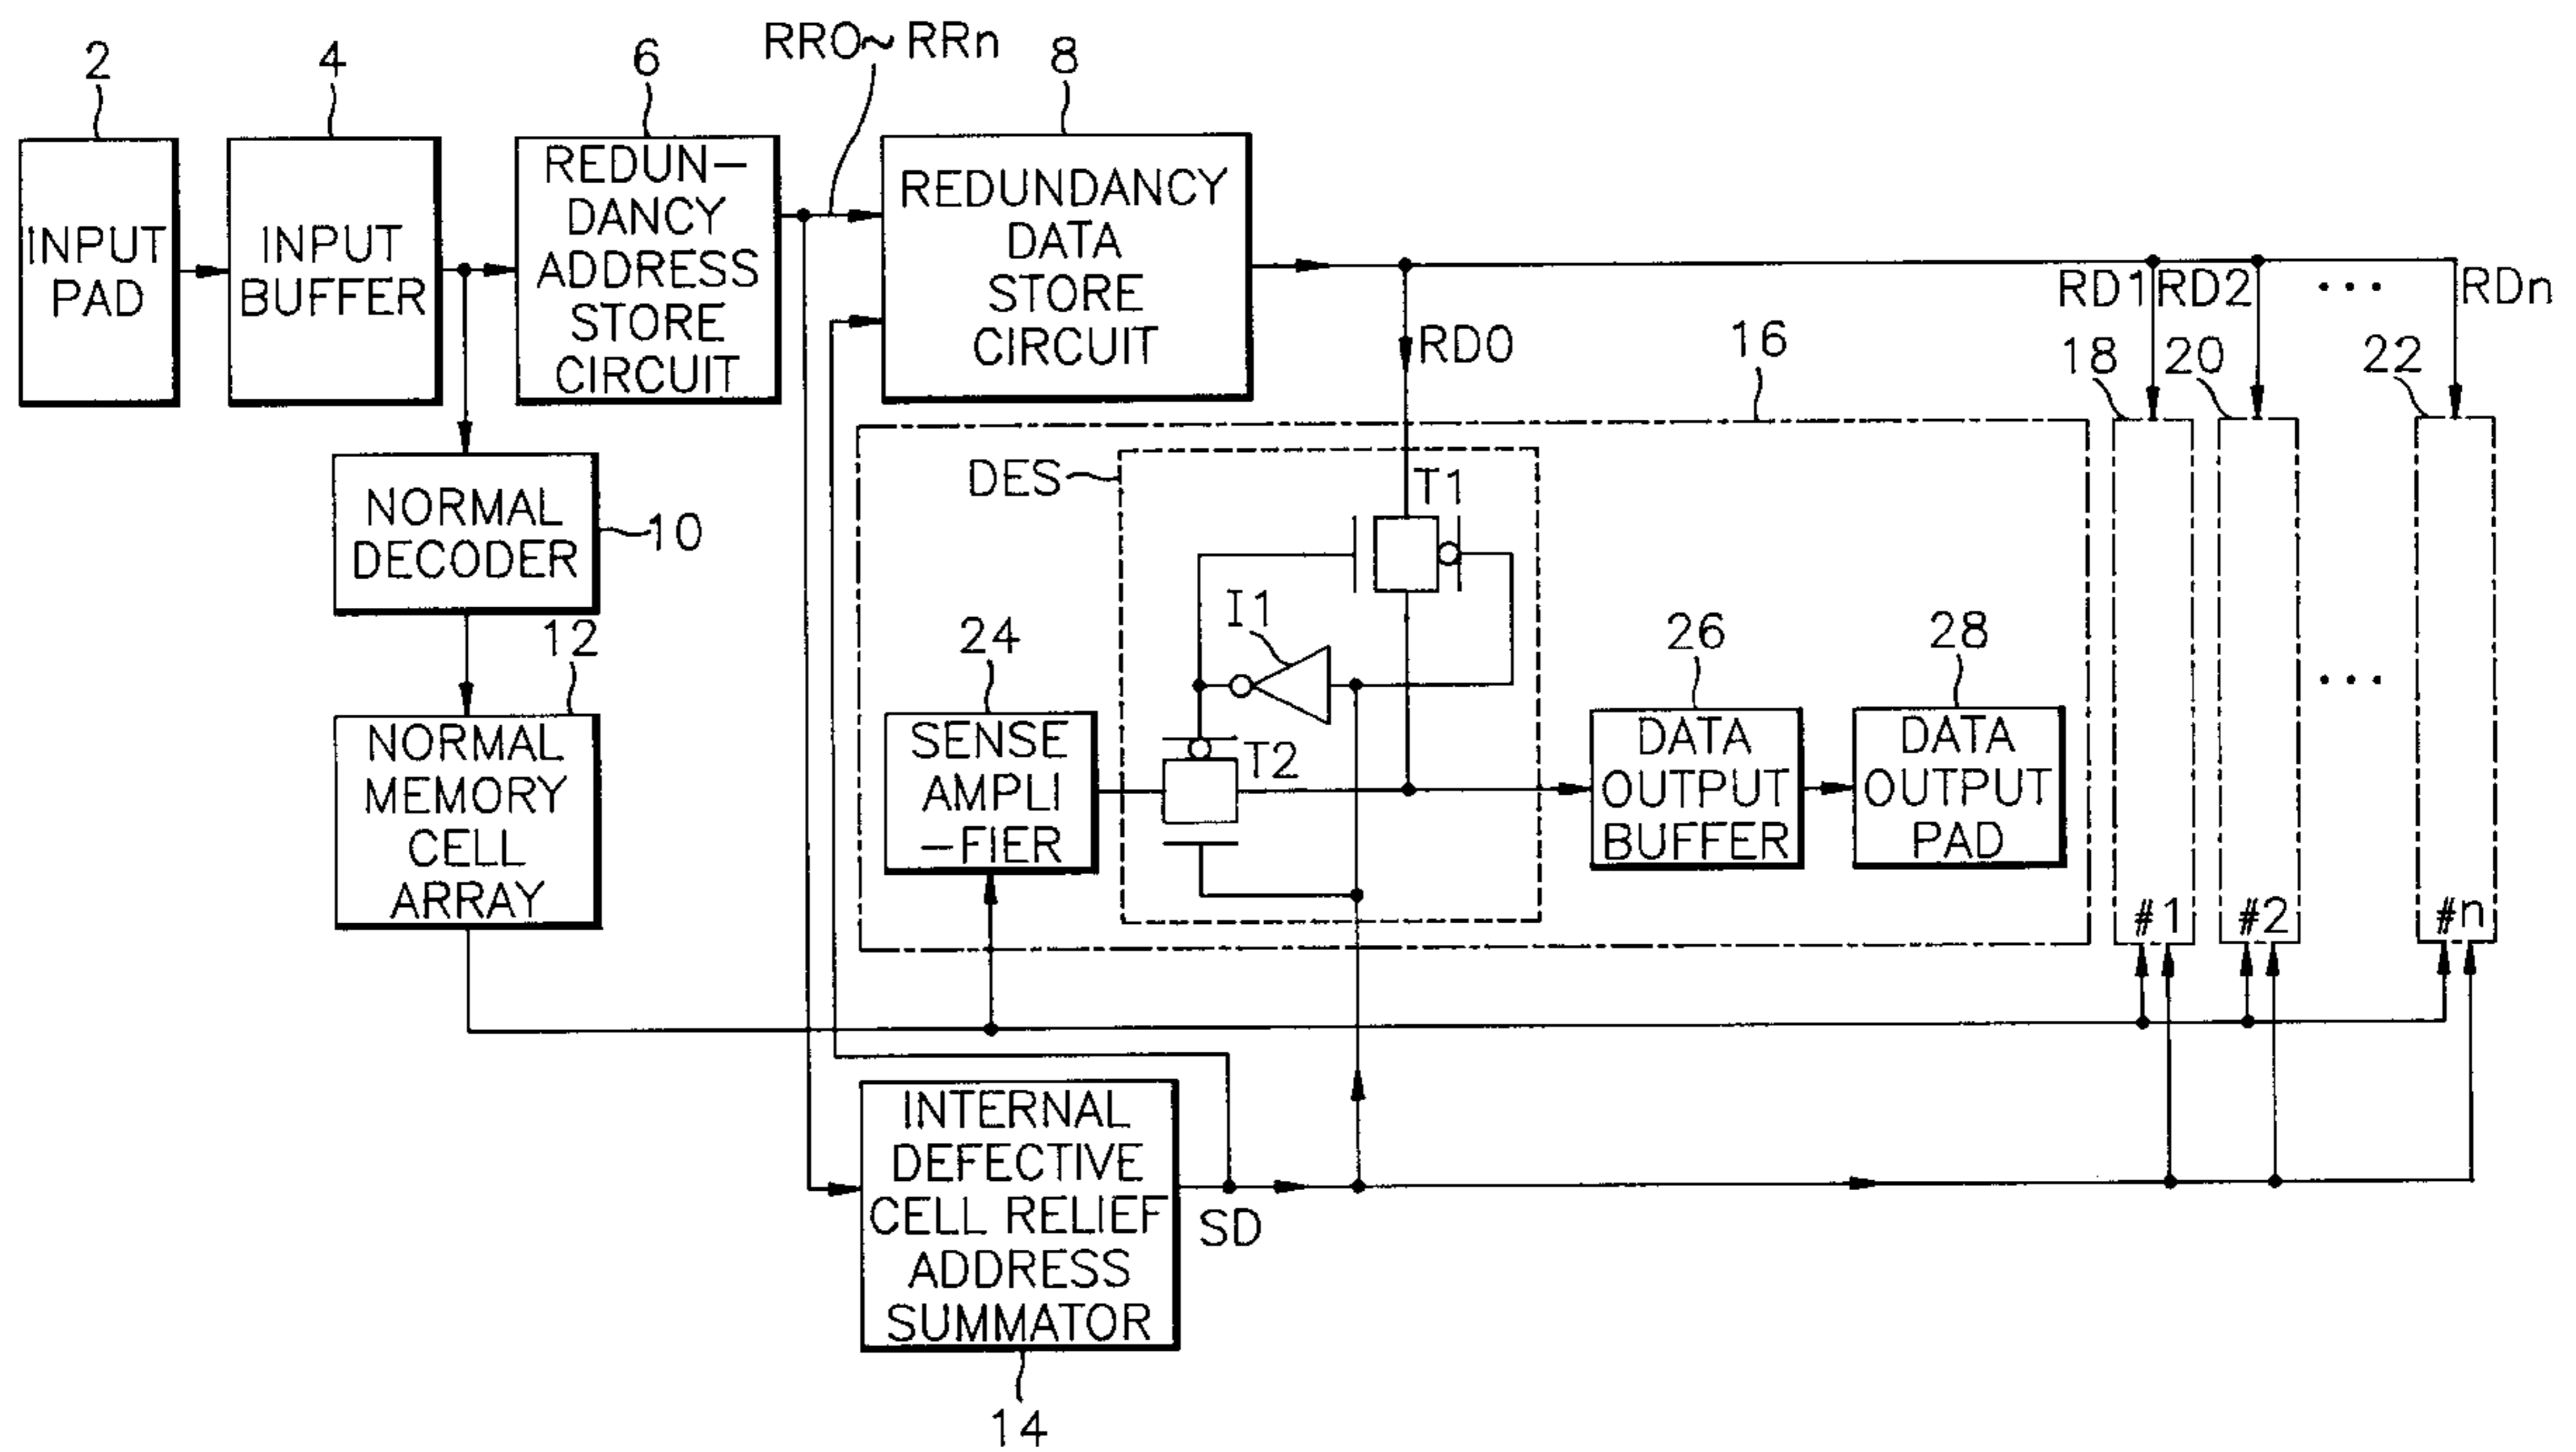 2
4
6
RR0~ RRn
8
INPUT
PAD
INPUT
BUFFER
REDUN-
DANCY
ADDRESS
STORE
CIRCUIT
REDUNDANCY
DATA
STORE
CIRCUIT
RD0
RD1
RD2
...
RDn
16
18
20
22
NORMAL
DECODER
10
DES
T1
I1
12
NORMAL
MEMORY
CELL
ARRAY
24
SENSE
AMPLI
-FIER
T2
26
DATA
OUTPUT
BUFFER
28
DATA
OUTPUT
PAD
...
#1
#2
#n
INTERNAL
DEFECTIVE
CELL RELIEF
ADDRESS
SUMMATOR
SD
14